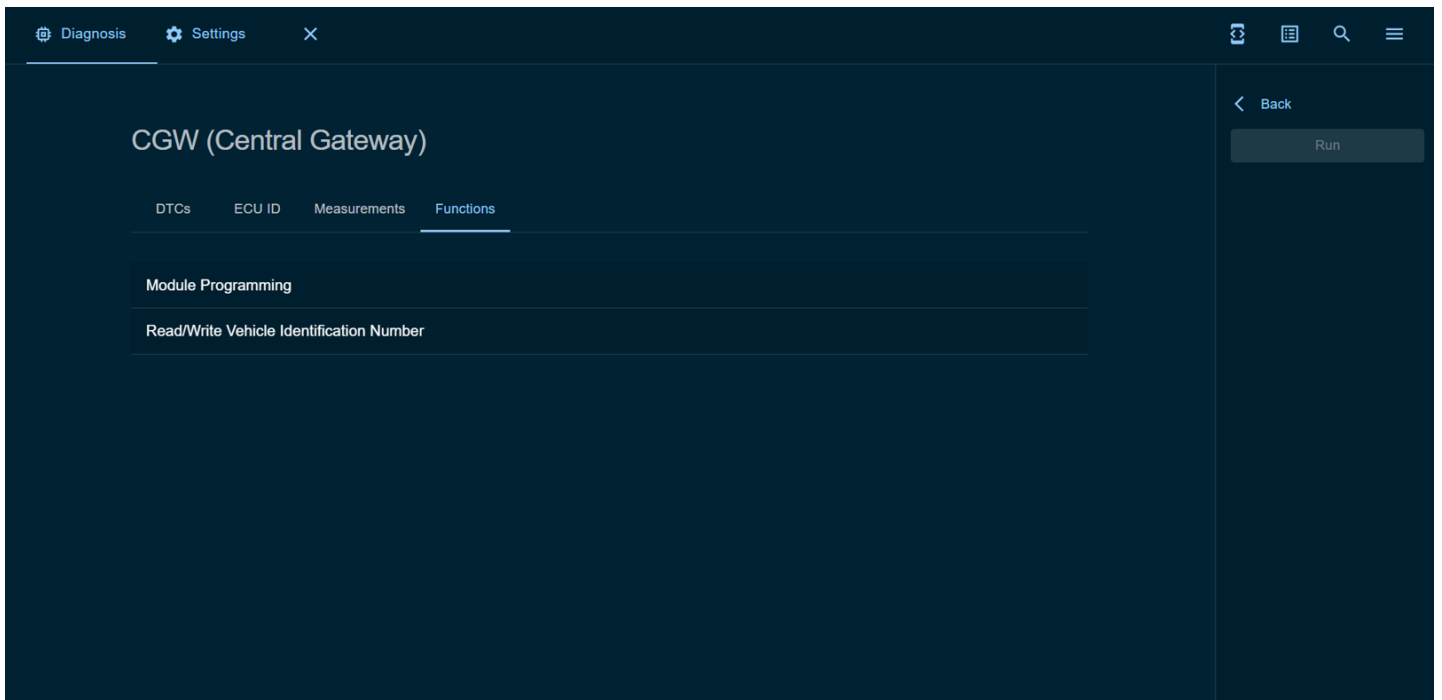 Diagnosis Settings
Back
Run
CGW (Central Gateway)
DTCs ECU ID Measurements Functions
Module Programming
Read/Write Vehicle Identification Number